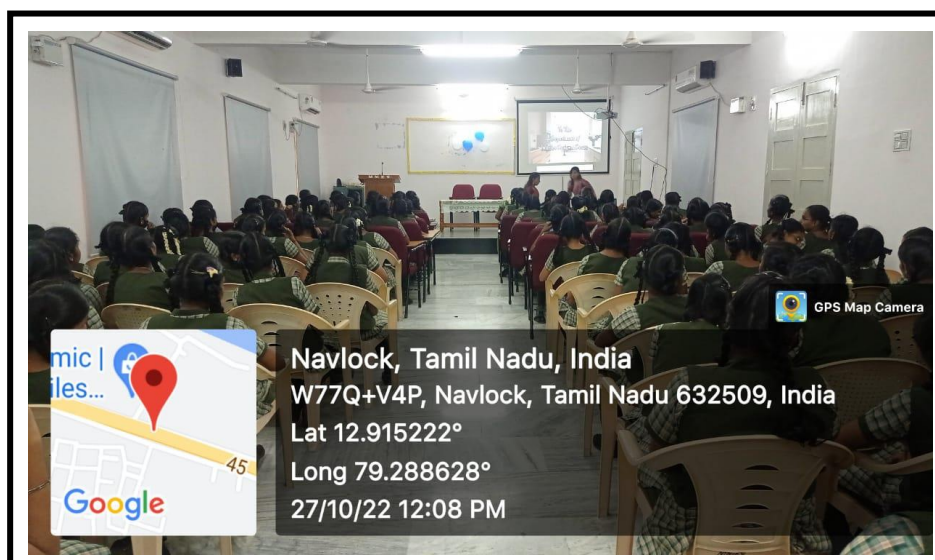 GPS Map Camera
mic |
iles...
45
Google
Navlock, Tamil Nadu, India
W77Q+V4P, Navlock, Tamil Nadu 632509, India
Lat 12.915222°
Long 79.288628°
27/10/22 12:08 PM